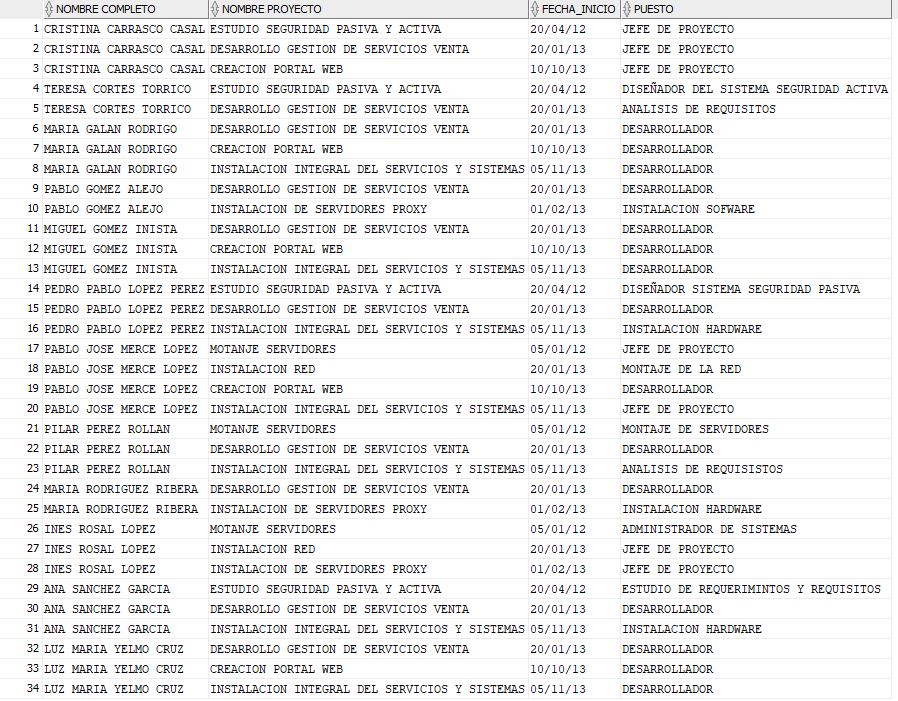 NOMBRE COMPLETO NOMBRE PROYECTO FECHA_INICIO PUESTO
1 CRISTINA CARRASCO CASAL ESTUDIO SEGURIDAD PASIVA Y ACTIVA 20/04/12 JEFE DE PROYECTO
2 CRISTINA CARRASCO CASAL DESARROLLO GESTION DE SERVICIOS VENTA 20/01/13 JEFE DE PROYECTO
3 CRISTINA CARRASCO CASAL CREACION PORTAL WEB 10/10/13 JEFE DE PROYECTO
4 TERESA CORTES TORRICO ESTUDIO SEGURIDAD PASIVA Y ACTIVA 20/04/12 DISEÑADOR DEL SISTEMA SEGURIDAD ACTIVA
5 TERESA CORTES TORRICO DESARROLLO GESTION DE SERVICIOS VENTA 20/01/13 ANALISIS DE REQUISITOS
6 MARIA GALAN RODRIGO DESARROLLO GESTION DE SERVICIOS VENTA 20/01/13 DESARROLLADOR
7 MARIA GALAN RODRIGO CREACION PORTAL WEB 10/10/13 DESARROLLADOR
8 MARIA GALAN RODRIGO INSTALACION INTEGRAL DEL SERVICIOS Y SISTEMAS 05/11/13 DESARROLLADOR
9 PABLO GOMEZ ALEJO DESARROLLO GESTION DE SERVICIOS VENTA 20/01/13 DESARROLLADOR
10 PABLO GOMEZ ALEJO INSTALACION DE SERVIDORES PROXY 01/02/13 INSTALACION SOFWARE
11 MIGUEL GOMEZ INISTA DESARROLLO GESTION DE SERVICIOS VENTA 20/01/13 DESARROLLADOR
12 MIGUEL GOMEZ INISTA CREACION PORTAL WEB 10/10/13 DESARROLLADOR
13 MIGUEL GOMEZ INISTA INSTALACION INTEGRAL DEL SERVICIOS Y SISTEMAS 05/11/13 DESARROLLADOR
14 PEDRO PABLO LOPEZ PEREZ ESTUDIO SEGURIDAD PASIVA Y ACTIVA 20/04/12 DISEÑADOR SISTEMA SEGURIDAD PASIVA
15 PEDRO PABLO LOPEZ PEREZ DESARROLLO GESTION DE SERVICIOS VENTA 20/01/13 DESARROLLADOR
16 PEDRO PABLO LOPEZ PEREZ INSTALACION INTEGRAL DEL SERVICIOS Y SISTEMAS 05/11/13 INSTALACION HARDWARE
17 PABLO JOSE MERCE LOPEZ MOTANJE SERVIDORES 05/01/12 JEFE DE PROYECTO
18 PABLO JOSE MERCE LOPEZ INSTALACION RED 20/01/13 MONTAJE DE LA RED
19 PABLO JOSE MERCE LOPEZ CREACION PORTAL WEB 10/10/13 DESARROLLADOR
20 PABLO JOSE MERCE LOPEZ INSTALACION INTEGRAL DEL SERVICIOS Y SISTEMAS 05/11/13 JEFE DE PROYECTO
21 PILAR PEREZ ROLLAN MOTANJE SERVIDORES 05/01/12 MONTAJE DE SERVIDORES
22 PILAR PEREZ ROLLAN DESARROLLO GESTION DE SERVICIOS VENTA 20/01/13 DESARROLLADOR
23 PILAR PEREZ ROLLAN INSTALACION INTEGRAL DEL SERVICIOS Y SISTEMAS 05/11/13 ANALISIS DE REQUISISTOS
24 MARIA RODRIGUEZ RIBERA DESARROLLO GESTION DE SERVICIOS VENTA 20/01/13 DESARROLLADOR
25 MARIA RODRIGUEZ RIBERA INSTALACION DE SERVIDORES PROXY 01/02/13 INSTALACION HARDWARE
26 INES ROSAL LOPEZ MOTANJE SERVIDORES 05/01/12 ADMINISTRADOR DE SISTEMAS
27 INES ROSAL LOPEZ INSTALACION RED 20/01/13 JEFE DE PROYECTO
28 INES ROSAL LOPEZ INSTALACION DE SERVIDORES PROXY 01/02/13 JEFE DE PROYECTO
29 ANA SANCHEZ GARCIA ESTUDIO SEGURIDAD PASIVA Y ACTIVA 20/04/12 ESTUDIO DE REQUERIMINTOS Y REQUISITOS
30 ANA SANCHEZ GARCIA DESARROLLO GESTION DE SERVICIOS VENTA 20/01/13 DESARROLLADOR
31 ANA SANCHEZ GARCIA INSTALACION INTEGRAL DEL SERVICIOS Y SISTEMAS 05/11/13 INSTALACION HARDWARE
32 LUZ MARIA YELMO CRUZ DESARROLLO GESTION DE SERVICIOS VENTA 20/01/13 DESARROLLADOR
33 LUZ MARIA YELMO CRUZ CREACION PORTAL WEB 10/10/13 DESARROLLADOR
34 LUZ MARIA YELMO CRUZ INSTALACION INTEGRAL DEL SERVICIOS Y SISTEMAS 05/11/13 DESARROLLADOR